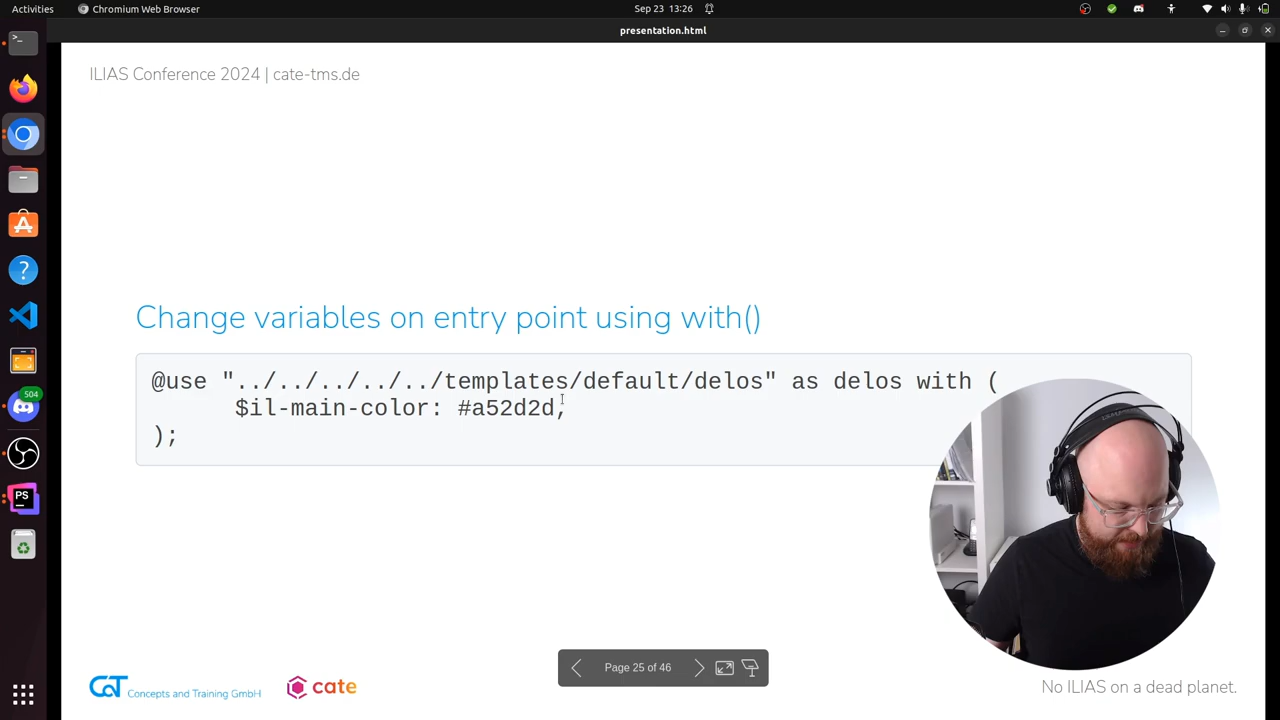 Activities
Chromium Web Browser
Sep 23 13:26
presentation.html
ILIAS Conference 2024 | cate-tms.de
Change variables on entry point using with()
@use "../../../../../templates/default/delos" as delos with (
$il-main-color: #a52d2d,
);
504
>_
?
PS
Page 25 of 46
CaT Concepts and Training GmbH
cate
No ILIAS on a dead planet.